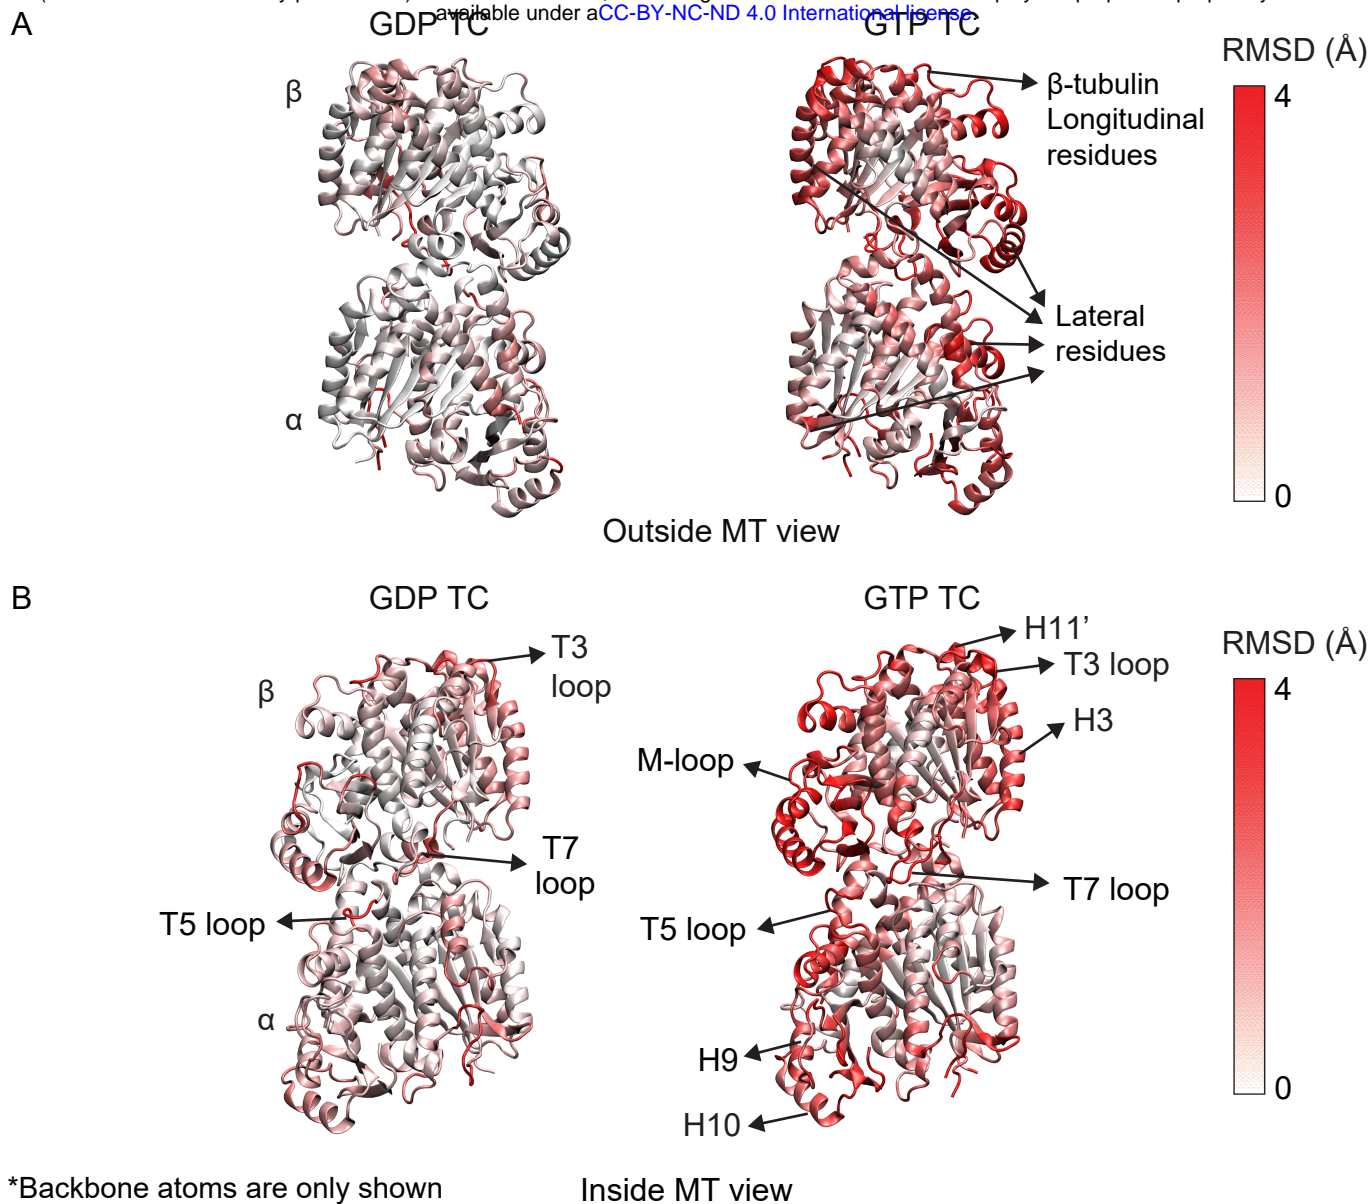 available under aCC-BY-NC-ND 4.0 International license.
A
GDP TC
GTP TC
RMSD (Å)
β
β-tubulin
Longitudinal
residues
4
Lateral
residues
α
0
Outside MT view
B
GDP TC
GTP TC
RMSD (Å)
T3
loop
H11’
T3 loop
β
4
H3
M-loop
T7
loop
T7 loop
T5 loop
T5 loop
α
H9
H10
0
*Backbone atoms are only shown
Inside MT view